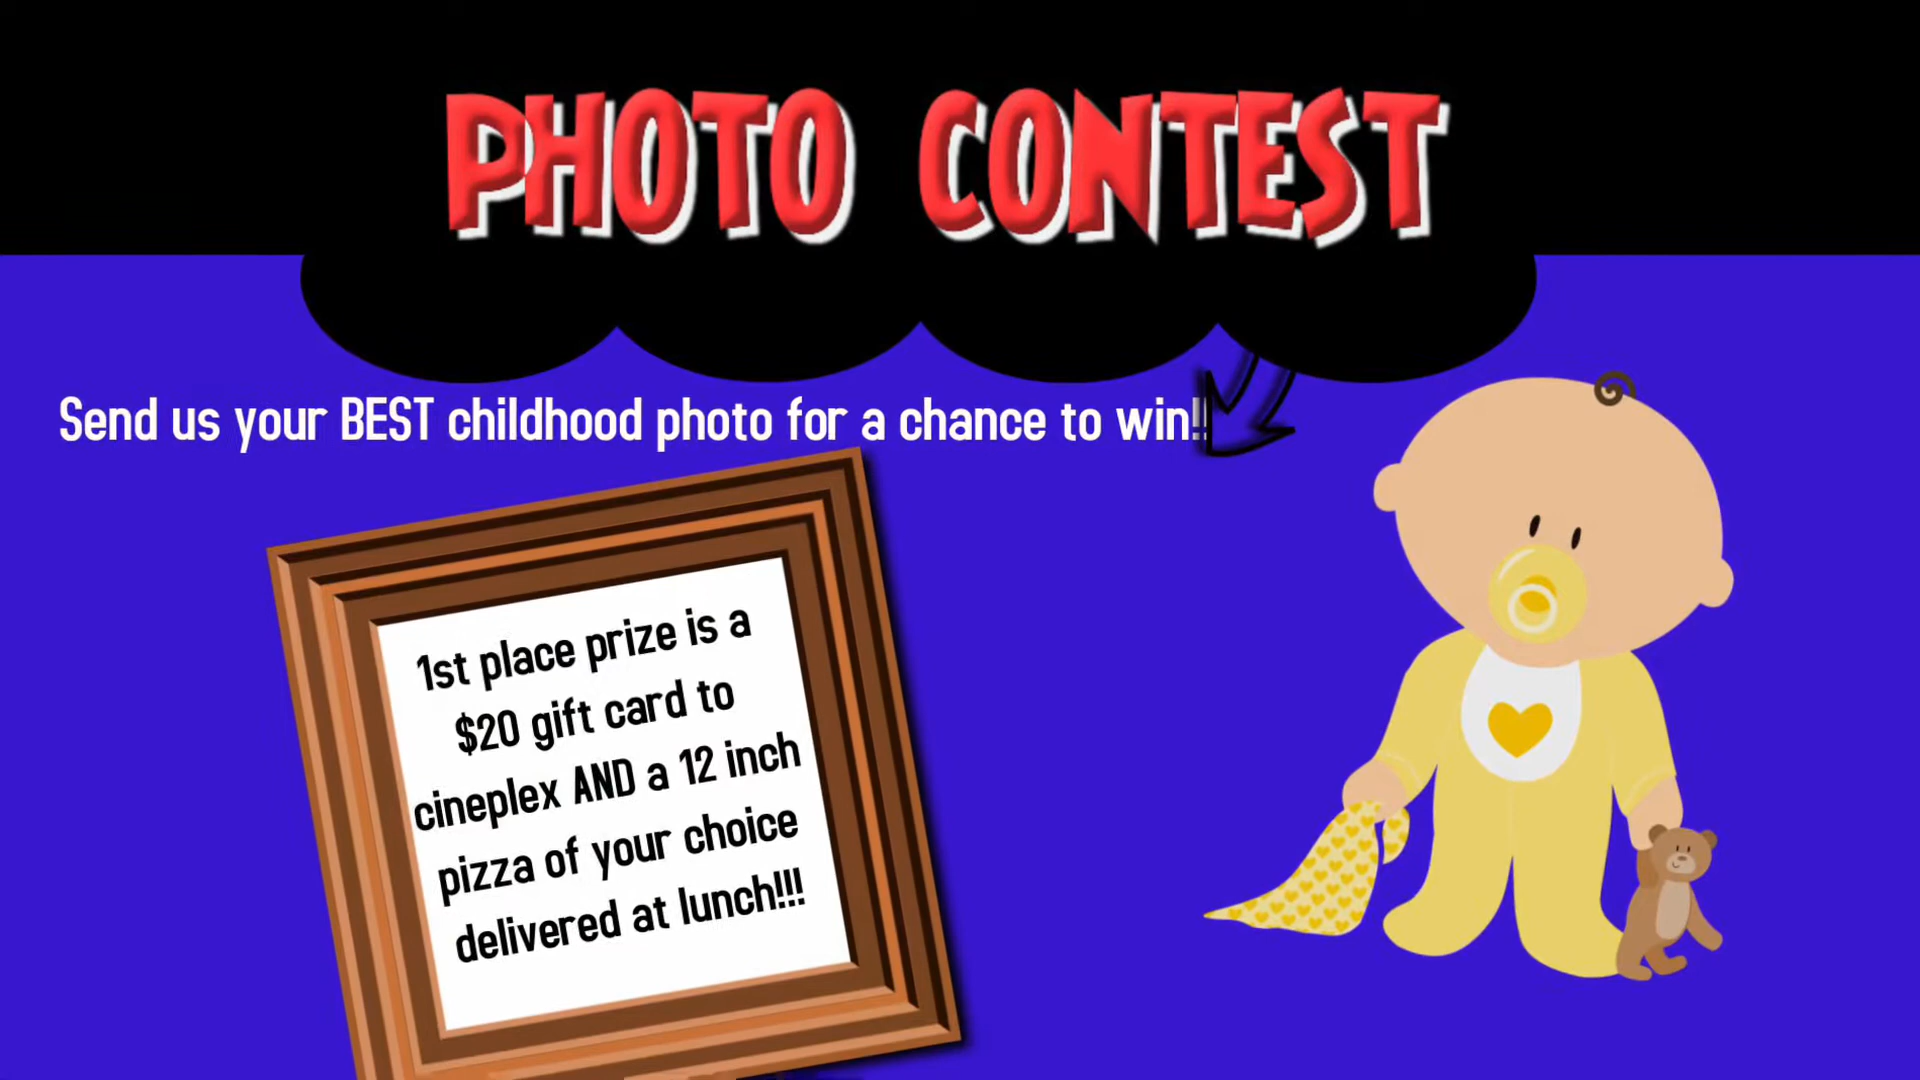 PHOTO CONTEST
Send us your BEST childhood photo for a chance to win!!
1st place prize is a
$20 gift card to
cineplex AND a 12 inch
pizza of your choice
delivered at lunch!!!